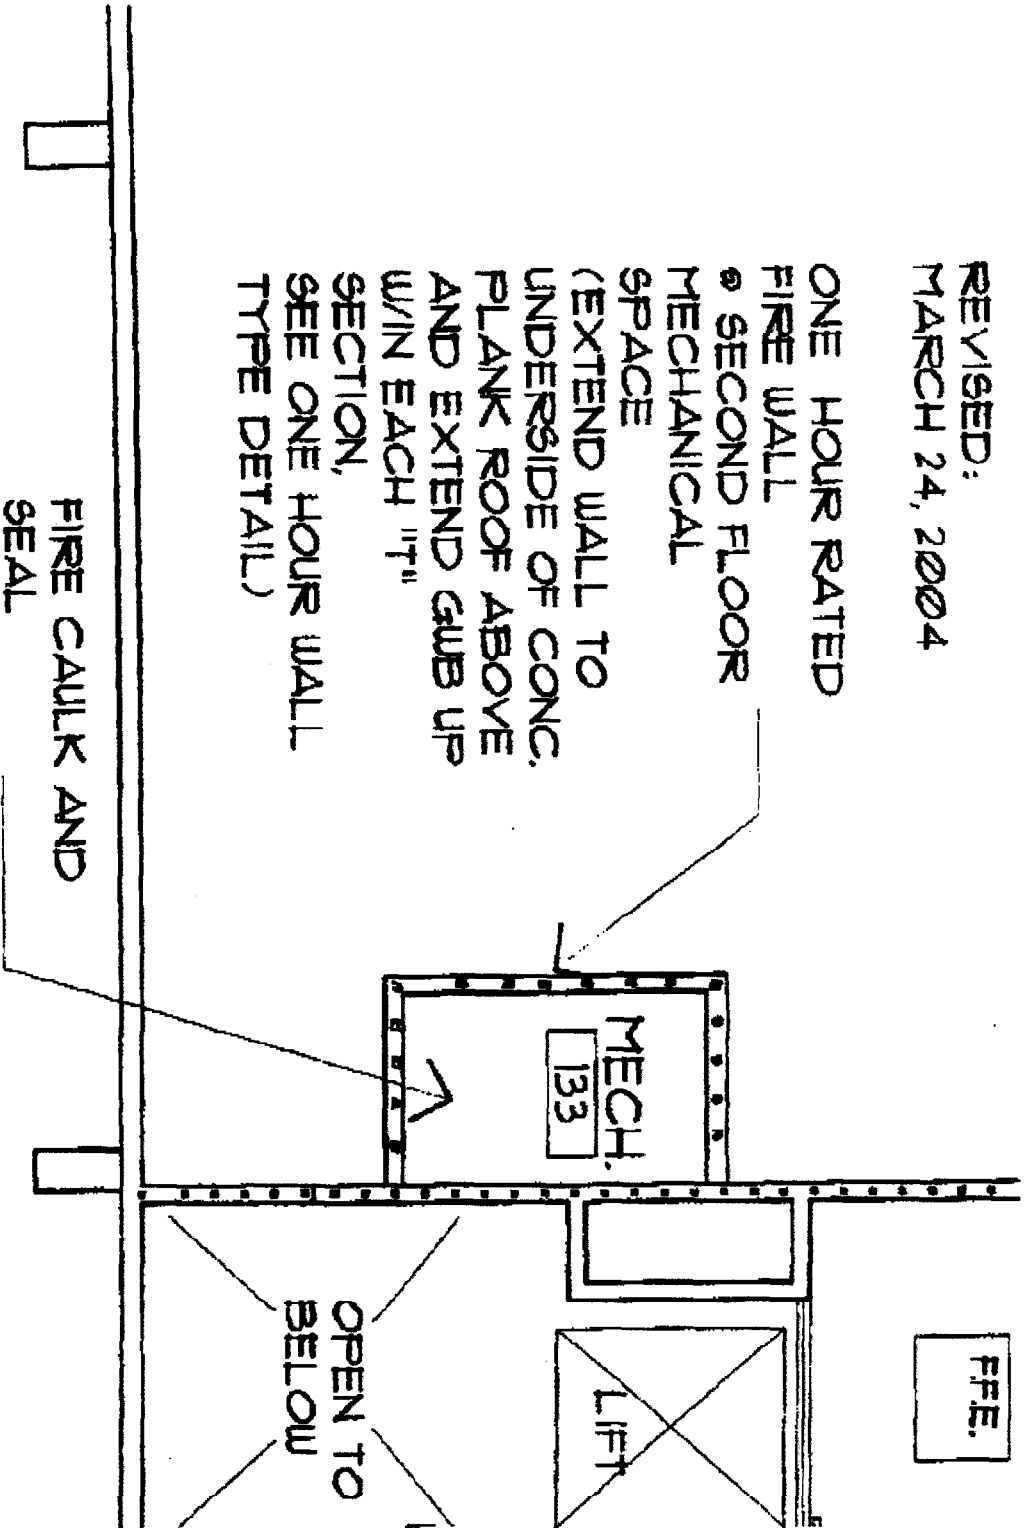 REVISED:
MARCH 24, 2004
ONE HOUR RATED
FIRE WALL
@ SECOND FLOOR
MECHANICAL
SPACE
(EXTEND WALL TO
UNDERSIDE OF CONC.
PLANK ROOF ABOVE
AND EXTEND GWB UP
W/IN EACH "T"
SECTION,
SEE ONE HOUR WALL
TYPE DETAIL)
FIRE CAULK AND
SEAL
MECH.
133
F.F.E.
LIFT
OPEN TO
BELOW